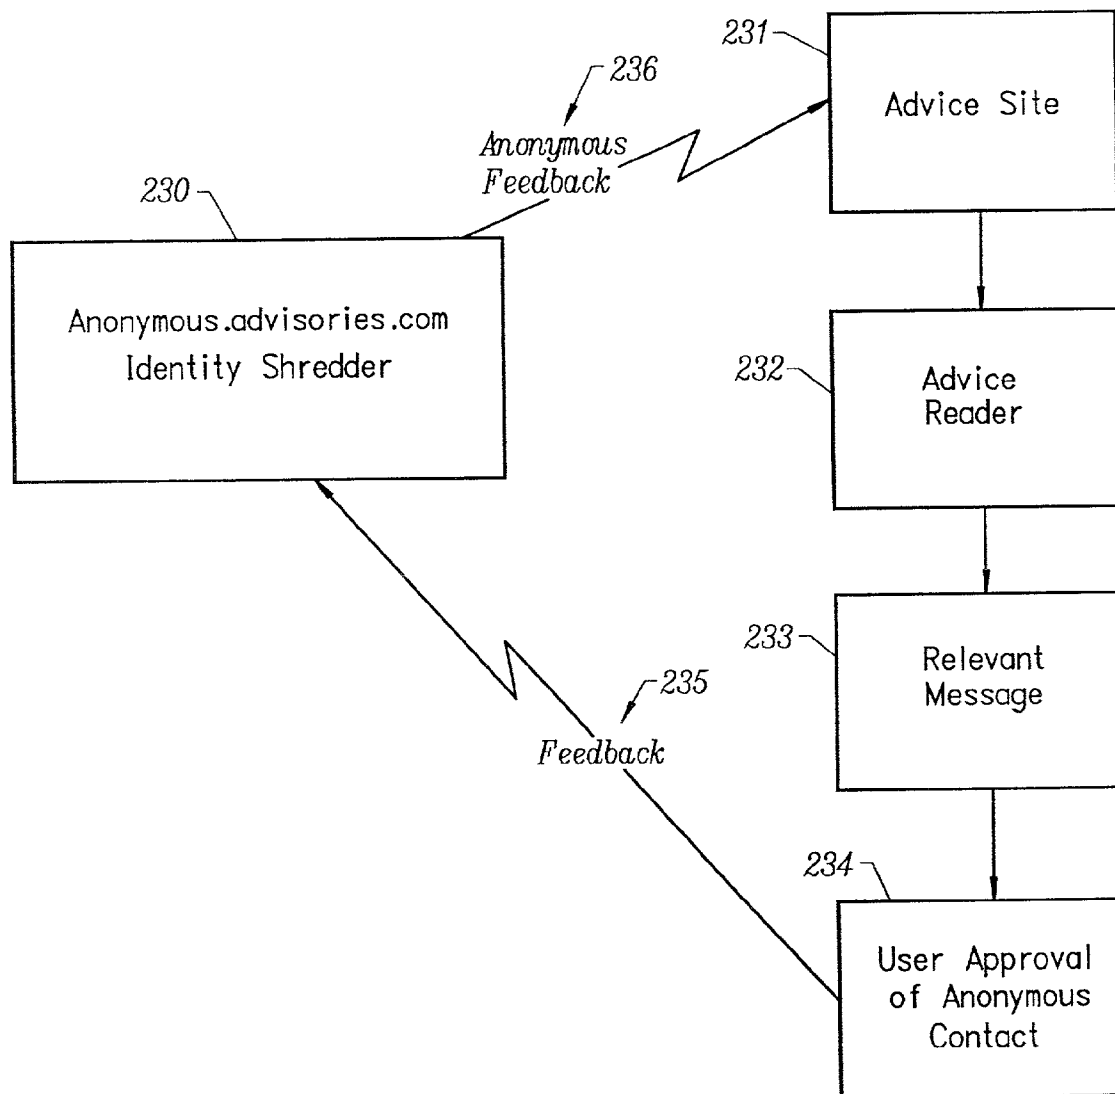 231
Advice Site
236
Anonymous
Feedback
230
Anonymous.advisories.com
Identity Shredder
232
Advice
Reader
233
Relevant
Message
235
Feedback
234
User Approval
of Anonymous
Contact